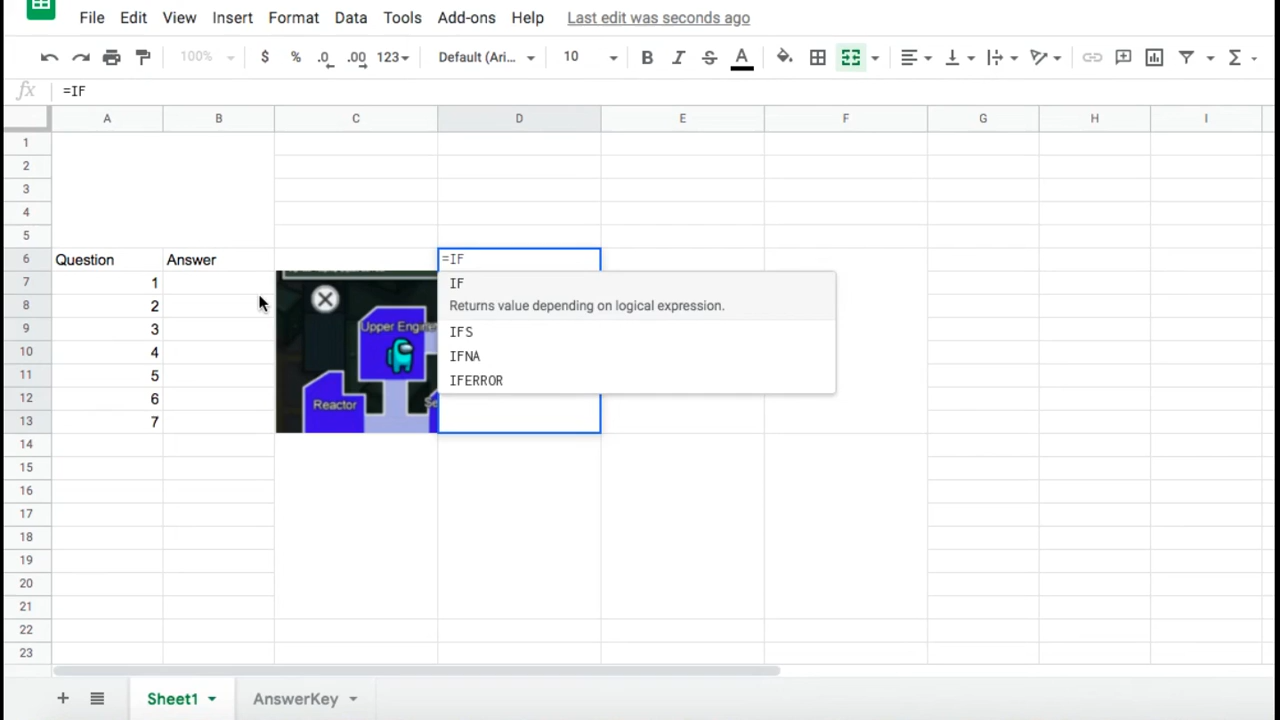 File Edit View Insert Format Data Tools Add-ons Help Last edit was seconds ago
100% $ % .0 .00 123 Default (Ari... 10 B I S A Σ
fx =IF
A B C D E F G H I
1
2
3
4
5
6 Question Answer =IF
7 1 IF
8 2 Returns value depending on logical expression.
Upper Engine
9 3 IFS
10 4 IFNA
11 5 IFERROR
12 6 Reactor Se
13 7
14
15
16
17
18
19
20
21
22
23
+ Sheet1 AnswerKey